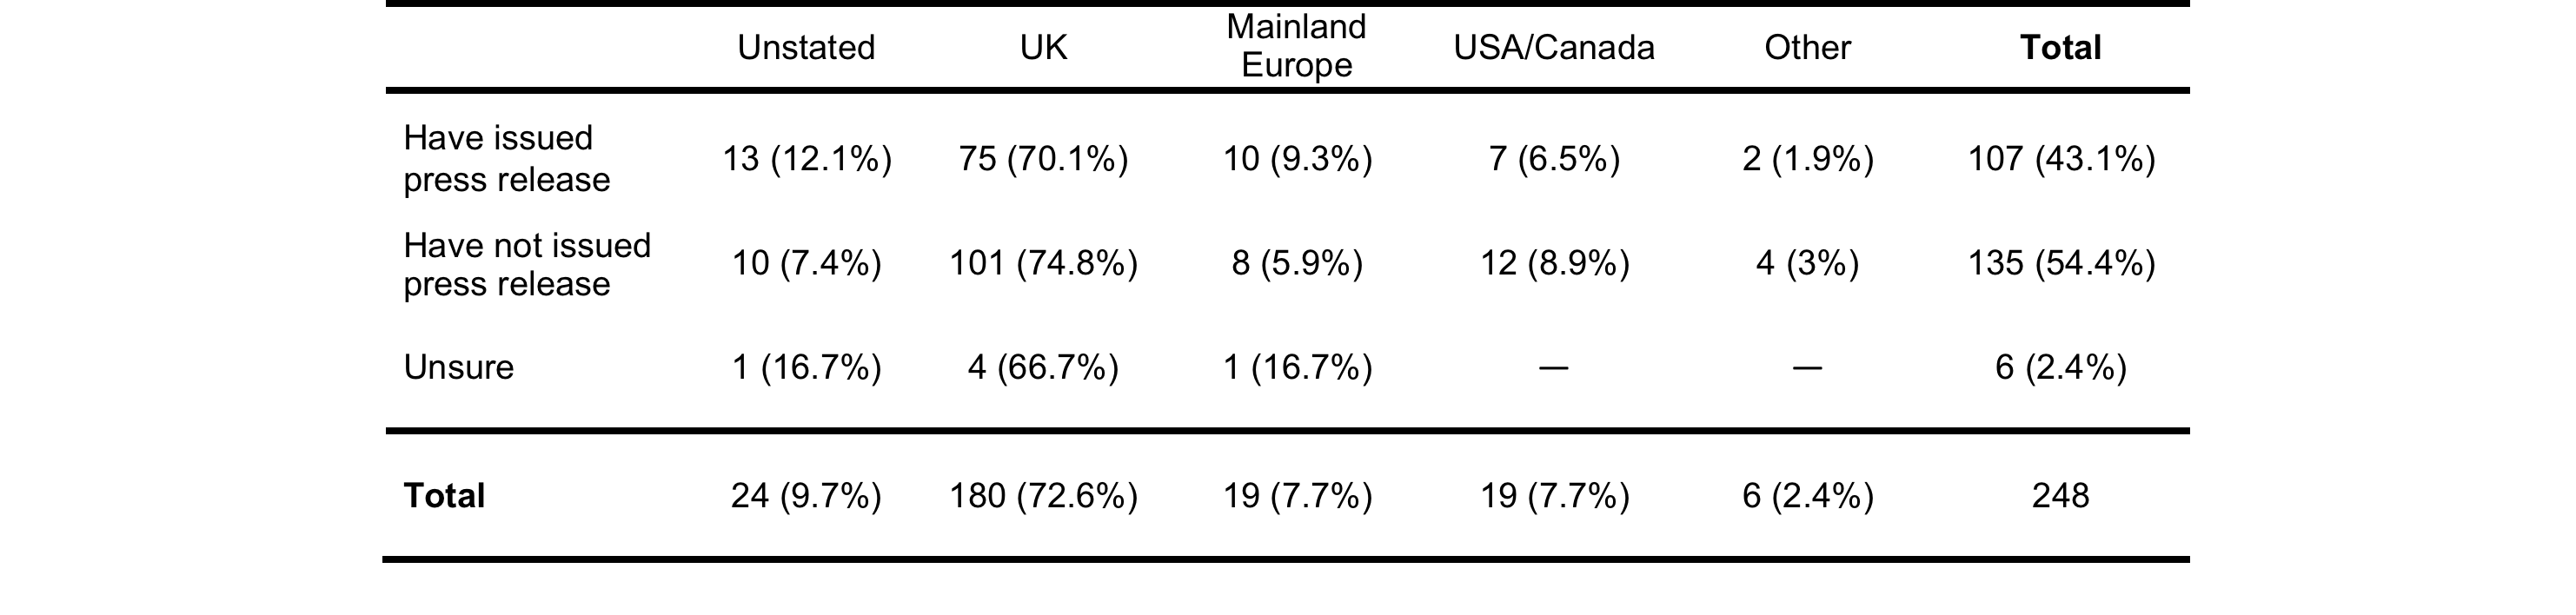 Unstated UK Mainland Europe USA/Canada Other Total
Have issued press release 13 (12.1%) 75 (70.1%) 10 (9.3%) 7 (6.5%) 2 (1.9%) 107 (43.1%)
Have not issued press release 10 (7.4%) 101 (74.8%) 8 (5.9%) 12 (8.9%) 4 (3%) 135 (54.4%)
Unsure 1 (16.7%) 4 (66.7%) 1 (16.7%) — — 6 (2.4%)
Total 24 (9.7%) 180 (72.6%) 19 (7.7%) 19 (7.7%) 6 (2.4%) 248